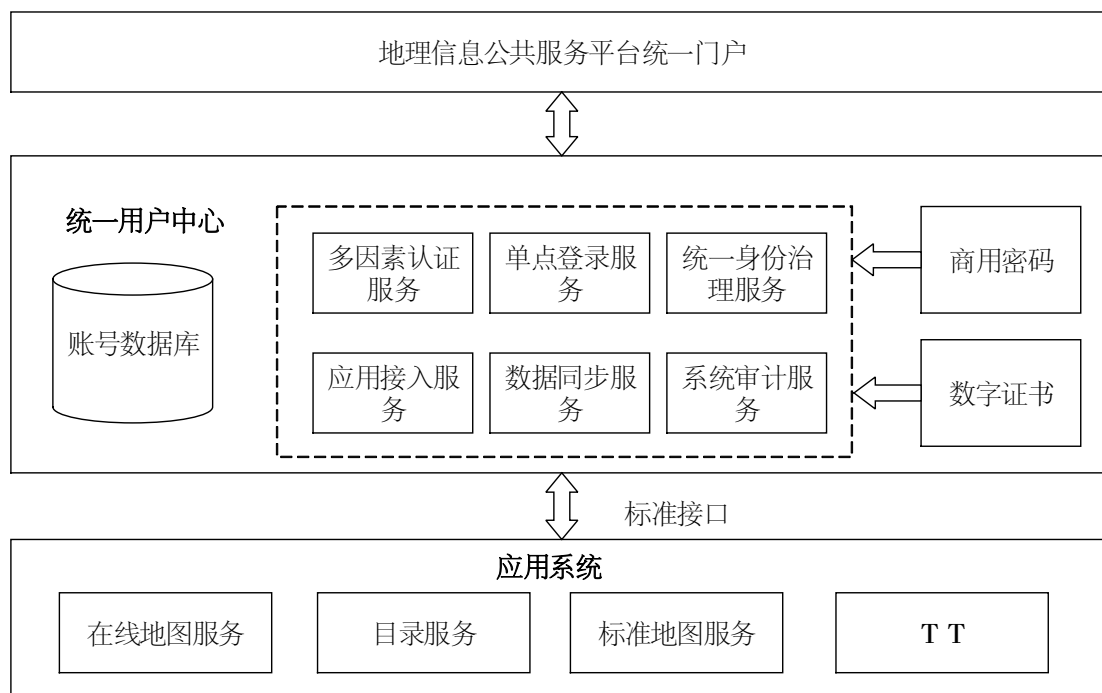 地理信息公共服务平台统一门户
统一用户中心
账号数据库
多因素认证
服务
单点登录服
务
统一身份治
理服务
应用接入服
务
数据同步服
务
系统审计服
务
商用密码
数字证书
标准接口
应用系统
在线地图服务
目录服务
标准地图服务
T T